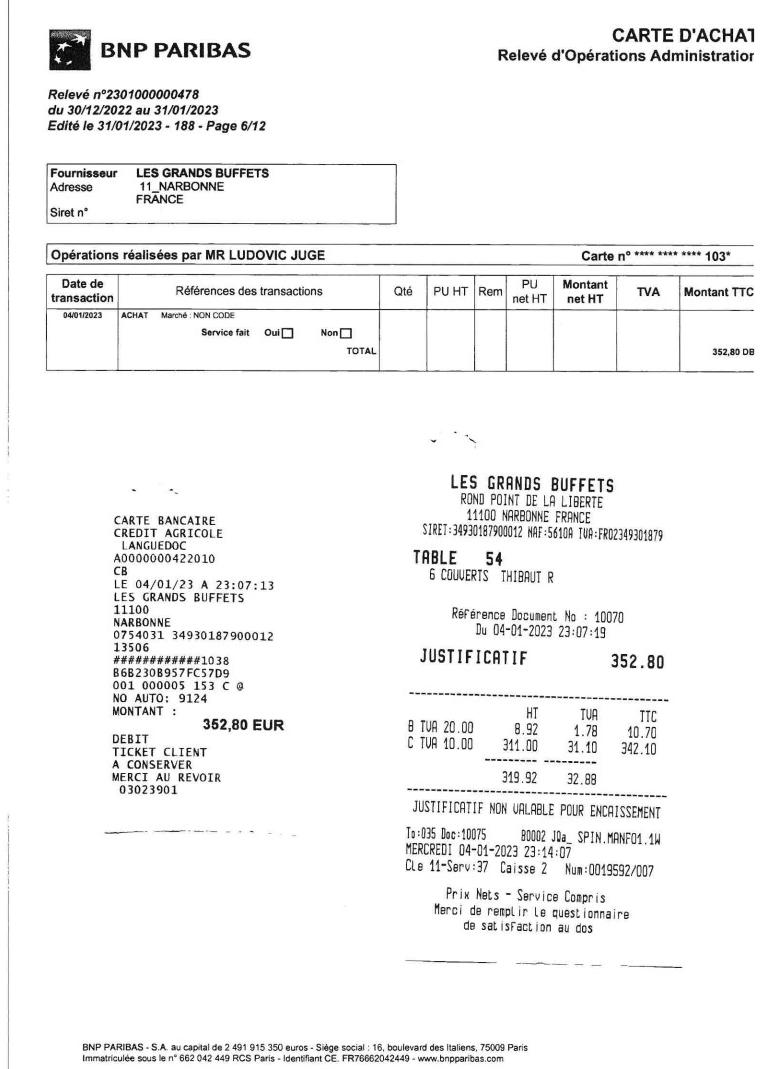 BNP PARIBAS
CARTE D'ACHAT
Relevé d'Opérations Administration
Relevé n°2301000000478
du 30/12/2022 au 31/01/2023
Edité le 31/01/2023 - 188 - Page 6/12
Fournisseur LES GRANDS BUFFETS
Adresse 11_NARBONNE
FRANCE
Siret n°
Opérations réalisées par MR LUDOVIC JUGE Carte n° **** **** **** 103*
Date de transaction Références des transactions Qté PU HT Rem PU net HT Montant net HT TVA Montant TTC
04/01/2023 ACHAT Marché : NON CODE
Service fait Oui Non
TOTAL 352,80 DB
CARTE BANCAIRE
CREDIT AGRICOLE
LANGUEDOC
A0000000422010
CB
LE 04/01/23 A 23:07:13
LES GRANDS BUFFETS
11100
NARBONNE
0754031 34930187900012
13506
############1038
B6B230B957FC57D9
001 000005 153 C @
NO AUTO: 9124
MONTANT :
352,80 EUR
DEBIT
TICKET CLIENT
A CONSERVER
MERCI AU REVOIR
03023901
LES GRANDS BUFFETS
ROND POINT DE LA LIBERTE
11100 NARBONNE FRANCE
SIRET:34930187900012 NAF:5610A TVA:FR02349301879
TABLE 54
6 COUVERTS THIBAUT R
Référence Document No : 10070
Du 04-01-2023 23:07:19
JUSTIFICATIF 352.80
HT TVA TTC
B TVA 20.00 8.92 1.78 10.70
C TVA 10.00 311.00 31.10 342.10
319.92 32.88
JUSTIFICATIF NON VALABLE POUR ENCAISSEMENT
To:035 Doc:10075 80002 JQa_ SPIN.MANF01.1W
MERCREDI 04-01-2023 23:14:07
Cle 11-Serv:37 Caisse 2 Num:0019592/007
Prix Nets - Service Compris
Merci de remplir le questionnaire
de satisfaction au dos
BNP PARIBAS - S.A. au capital de 2 491 915 350 euros - Siège social : 16, boulevard des Italiens, 75009 Paris
Immatriculée sous le n° 662 042 449 RCS Paris - Identifiant CE. FR76662042449 - www.bnpparibas.com